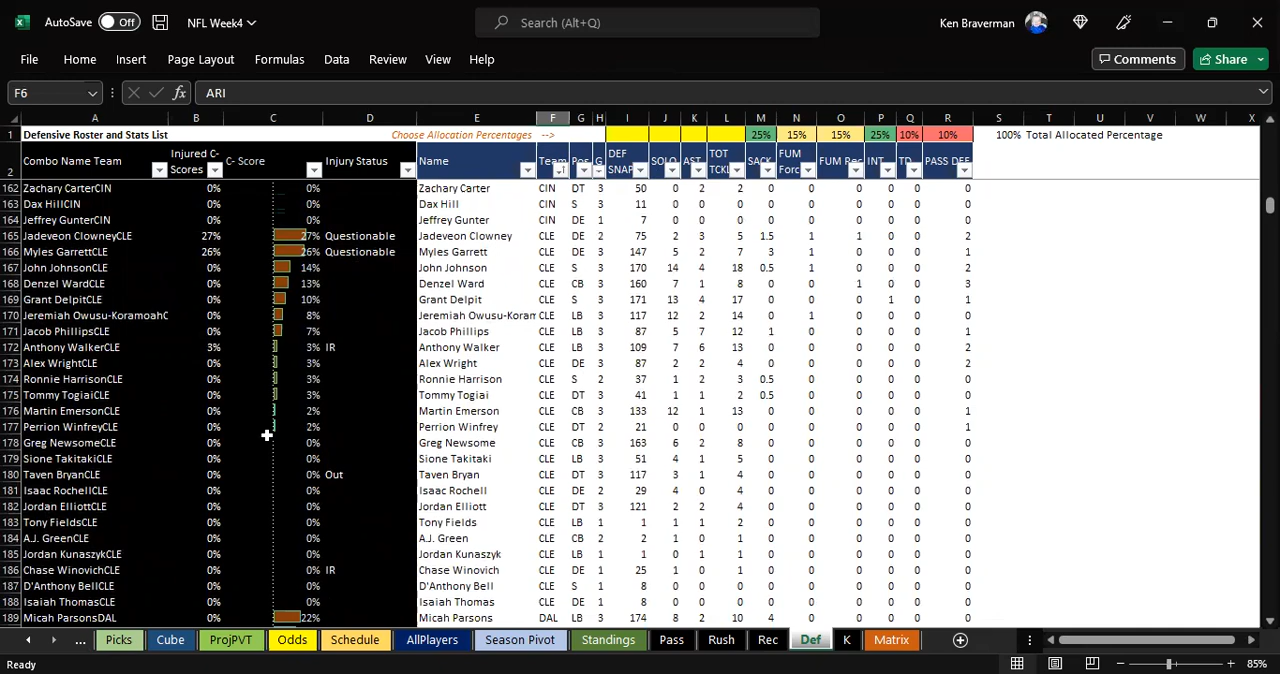 AutoSave Off NFL Week4 Search (Alt+Q) Ken Braverman
File Home Insert Page Layout Formulas Data Review View Help Comments Share
F6 fx ARI
A B C D E F G H I J K L M N O P Q R S T U V W X
1 Defensive Roster and Stats List Choose Allocation Percentages --> 25% 15% 15% 25% 10% 10% 100% Total Allocated Percentage
2 Combo Name Team Injured C-Scores C- Score Injury Status Name Team Pos G DEF SNAP SOLO AST TOT TCKL SACK FUM Forc FUM Rec INT TD PASS DEF
162 Zachary CarterCIN 0% 0% Zachary Carter CIN DT 3 50 0 2 2 0 0 0 0 0 0
163 Dax HillCIN 0% 0% Dax Hill CIN S 3 11 0 0 0 0 0 0 0 0 0
164 Jeffrey GunterCIN 0% 0% Jeffrey Gunter CIN DE 1 7 0 0 0 0 0 0 0 0 0
165 Jadeveon ClowneyCLE 27% 27% Questionable Jadeveon Clowney CLE DE 2 75 2 3 5 1.5 1 1 0 0 2
166 Myles GarrettCLE 26% 26% Questionable Myles Garrett CLE DE 3 147 5 2 7 3 1 0 0 0 1
167 John JohnsonCLE 0% 14% John Johnson CLE S 3 170 14 4 18 0.5 1 0 0 0 2
168 Denzel WardCLE 0% 13% Denzel Ward CLE CB 3 160 7 1 8 0 0 1 0 0 3
169 Grant DelpitCLE 0% 10% Grant Delpit CLE S 3 171 13 4 17 0 0 0 1 0 1
170 Jeremiah Owusu-KoramoahC 0% 8% Jeremiah Owusu-Koram CLE LB 3 117 12 2 14 0 1 0 0 0 1
171 Jacob PhillipsCLE 0% 7% Jacob Phillips CLE LB 3 87 5 7 12 1 0 0 0 0 1
172 Anthony WalkerCLE 3% 3% IR Anthony Walker CLE LB 3 109 7 6 13 0 0 0 0 0 2
173 Alex WrightCLE 0% 3% Alex Wright CLE DE 3 87 2 2 4 0 0 0 0 0 2
174 Ronnie HarrisonCLE 0% 3% Ronnie Harrison CLE S 2 37 1 2 3 0.5 0 0 0 0 0
175 Tommy TogiaiCLE 0% 3% Tommy Togiai CLE DT 3 41 1 1 2 0.5 0 0 0 0 0
176 Martin EmersonCLE 0% 2% Martin Emerson CLE CB 3 133 12 1 13 0 0 0 0 0 1
177 Perrion WinfreyCLE 0% 2% Perrion Winfrey CLE DT 2 21 0 0 0 0 0 0 0 0 1
178 Greg NewsomeCLE 0% 0% Greg Newsome CLE CB 3 163 6 2 8 0 0 0 0 0 0
179 Sione TakitakiCLE 0% 0% Sione Takitaki CLE LB 3 51 4 1 5 0 0 0 0 0 0
180 Taven BryanCLE 0% 0% Out Taven Bryan CLE DT 3 117 3 1 4 0 0 0 0 0 0
181 Isaac RochellCLE 0% 0% Isaac Rochell CLE DE 2 29 4 0 4 0 0 0 0 0 0
182 Jordan ElliottCLE 0% 0% Jordan Elliott CLE DT 3 121 2 2 4 0 0 0 0 0 0
183 Tony FieldsCLE 0% 0% Tony Fields CLE LB 1 1 1 1 2 0 0 0 0 0 0
184 A.J. GreenCLE 0% 0% A.J. Green CLE CB 2 2 1 0 1 0 0 0 0 0 0
185 Jordan KunaszykCLE 0% 0% Jordan Kunaszyk CLE LB 1 1 0 1 1 0 0 0 0 0 0
186 Chase WinovichCLE 0% 0% IR Chase Winovich CLE DE 1 25 1 0 1 0 0 0 0 0 0
187 D'Anthony BellCLE 0% 0% D'Anthony Bell CLE S 1 8 0 0 0 0 0 0 0 0 0
188 Isaiah ThomasCLE 0% 0% Isaiah Thomas CLE DE 1 8 0 0 0 0 0 0 0 0 0
189 Micah ParsonsDAL 0% 22% Micah Parsons DAL LB 3 174 8 2 10 4 0 0 0 0 0
... Picks Cube ProjPVT Odds Schedule AllPlayers Season Pivot Standings Pass Rush Rec Def K Matrix
Ready 85%